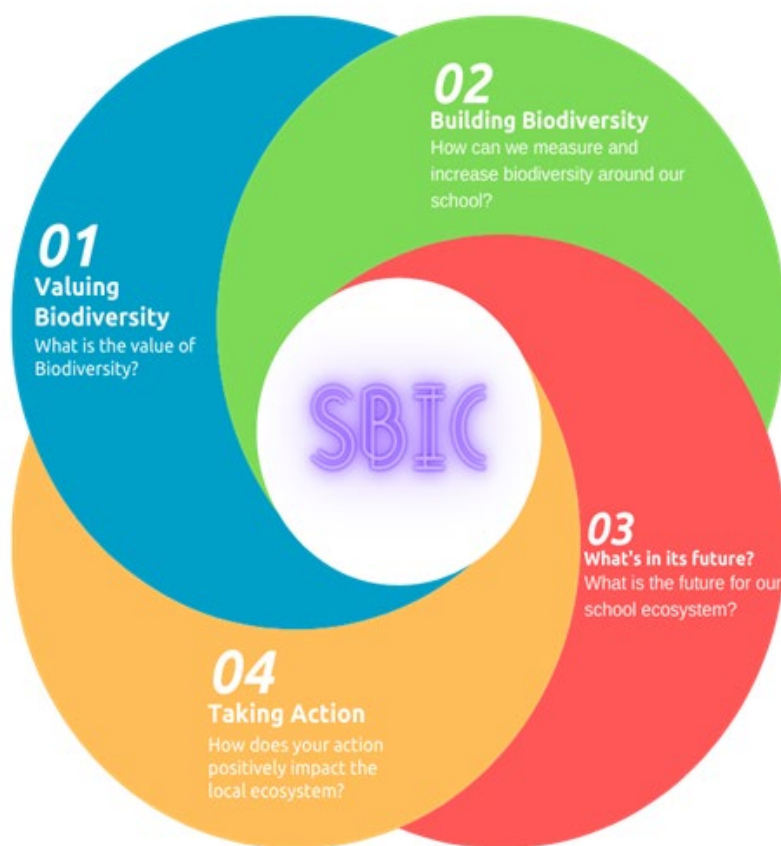 01
Valuing
Biodiversity
What is the value of
Biodiversity?
02
Building Biodiversity
How can we measure and
increase biodiversity around our
school?
03
What's in its future?
What is the future for our
school ecosystem?
04
Taking Action
How does your action
positively impact the
local ecosystem?
SBIC